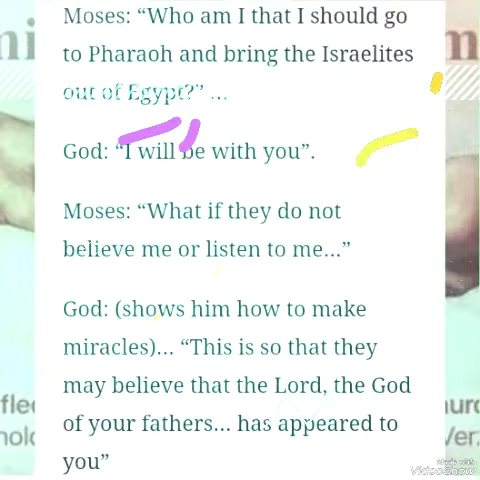 Moses: “Who am I that I should go
to Pharaoh and bring the Israelites
out of Egypt?” ...
God: “I will be with you”.
Moses: “What if they do not
believe me or listen to me...”
God: (shows him how to make
miracles)... “This is so that they
may believe that the Lord, the God
of your fathers... has appeared to
you”
Made with
VideoShow